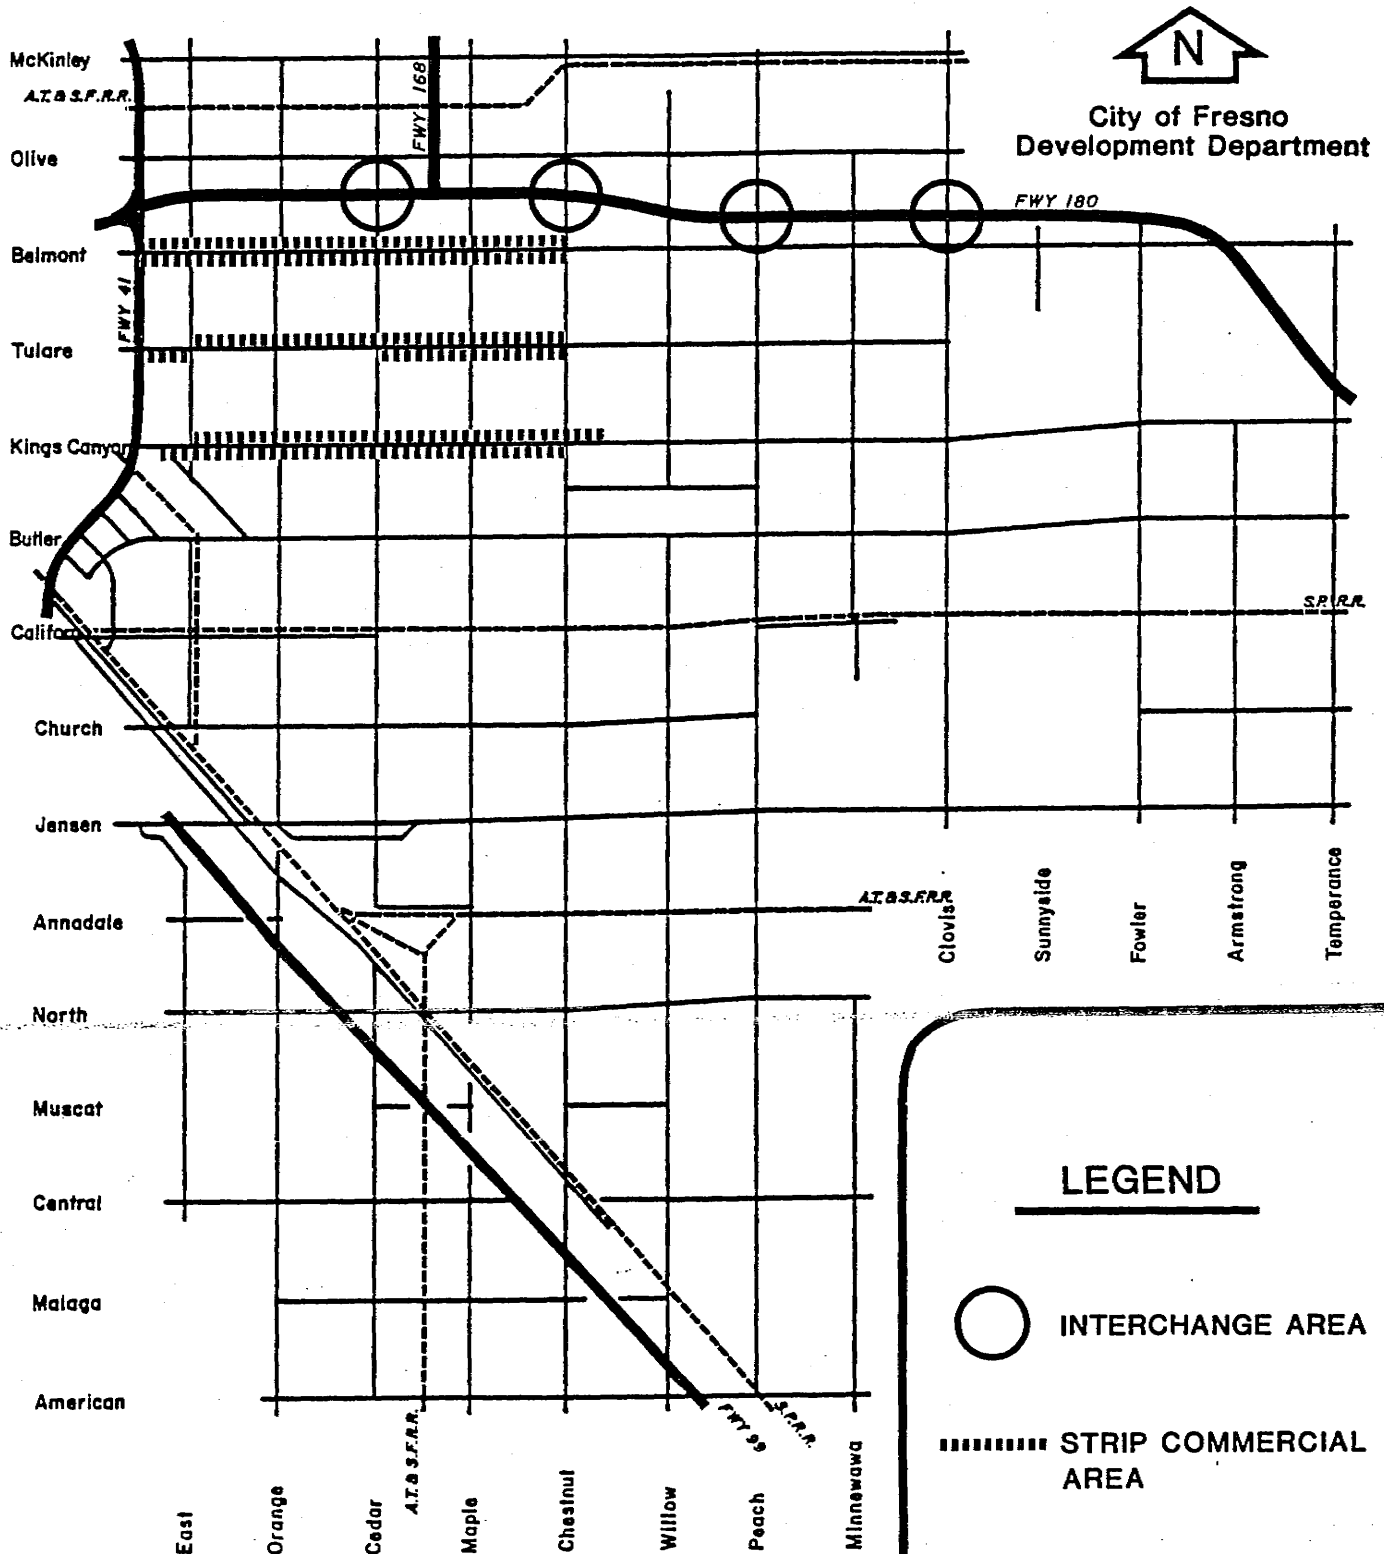 McKinley
A.T. & S.F.R.R.
FWY 168
N
City of Fresno
Development Department
Olive
FWY 180
Belmont
FWY 41
Tulare
Kings Canyon
Butler
S.P.R.R.
Californ
Church
Jensen
Annadale
A.T. & S.F.R.R.
Clovis
Sunnyside
Fowler
Armstrong
Temperance
North
Muscat
Central
Malaga
American
A.T. & S.F.R.R.
FWY 99
S.P.R.R.
East
Orange
Cedar
Maple
Chestnut
Willow
Peach
Minnewawa
LEGEND
INTERCHANGE AREA
STRIP COMMERCIAL
AREA